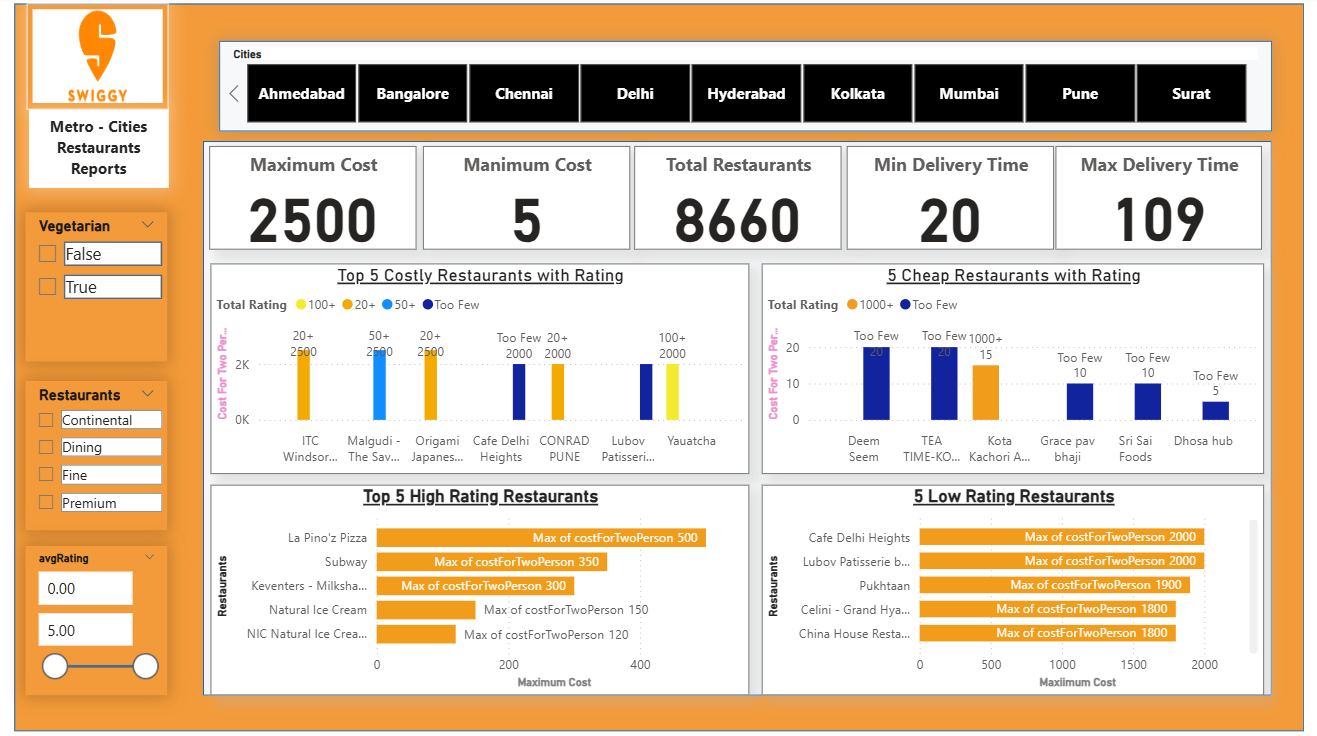 SWIGGY
Metro - Cities
Restaurants
Reports
Cities
Ahmedabad
Bangalore
Chennai
Delhi
Hyderabad
Kolkata
Mumbai
Pune
Surat
Maximum Cost
2500
Manimum Cost
5
Total Restaurants
8660
Min Delivery Time
20
Max Delivery Time
109
Vegetarian
False
True
Restaurants
Continental
Dining
Fine
Premium
avgRating
0.00
5.00
Top 5 Costly Restaurants with Rating
Total Rating 100+ 20+ 50+ Too Few
Cost For Two Per...
2K
0K
20+
2500
50+
2500
20+
2500
Too Few
2000
20+
2000
100+
2000
ITC
Windsor...
Malgudi -
The Sav...
Origami
Japanes...
Cafe Delhi
Heights
CONRAD
PUNE
Lubov
Patisseri...
Yauatcha
5 Cheap Restaurants with Rating
Total Rating 1000+ Too Few
Cost For Two Per...
20
10
0
Too Few
20
Too Few
20
1000+
15
Too Few
10
Too Few
10
Too Few
5
Deem
Seem
TEA
TIME-KO...
Kota
Kachori A...
Grace pav
bhaji
Sri Sai
Foods
Dhosa hub
Top 5 High Rating Restaurants
Restaurants
La Pino'z Pizza Max of costForTwoPerson 500
Subway Max of costForTwoPerson 350
Keventers - Milksha... Max of costForTwoPerson 300
Natural Ice Cream Max of costForTwoPerson 150
NIC Natural Ice Crea... Max of costForTwoPerson 120
0 200 400
Maximum Cost
5 Low Rating Restaurants
Restaurants
Cafe Delhi Heights Max of costForTwoPerson 2000
Lubov Patisserie b... Max of costForTwoPerson 2000
Pukhtaan Max of costForTwoPerson 1900
Celini - Grand Hya... Max of costForTwoPerson 1800
China House Resta... Max of costForTwoPerson 1800
0 500 1000 1500 2000
Maxiimum Cost